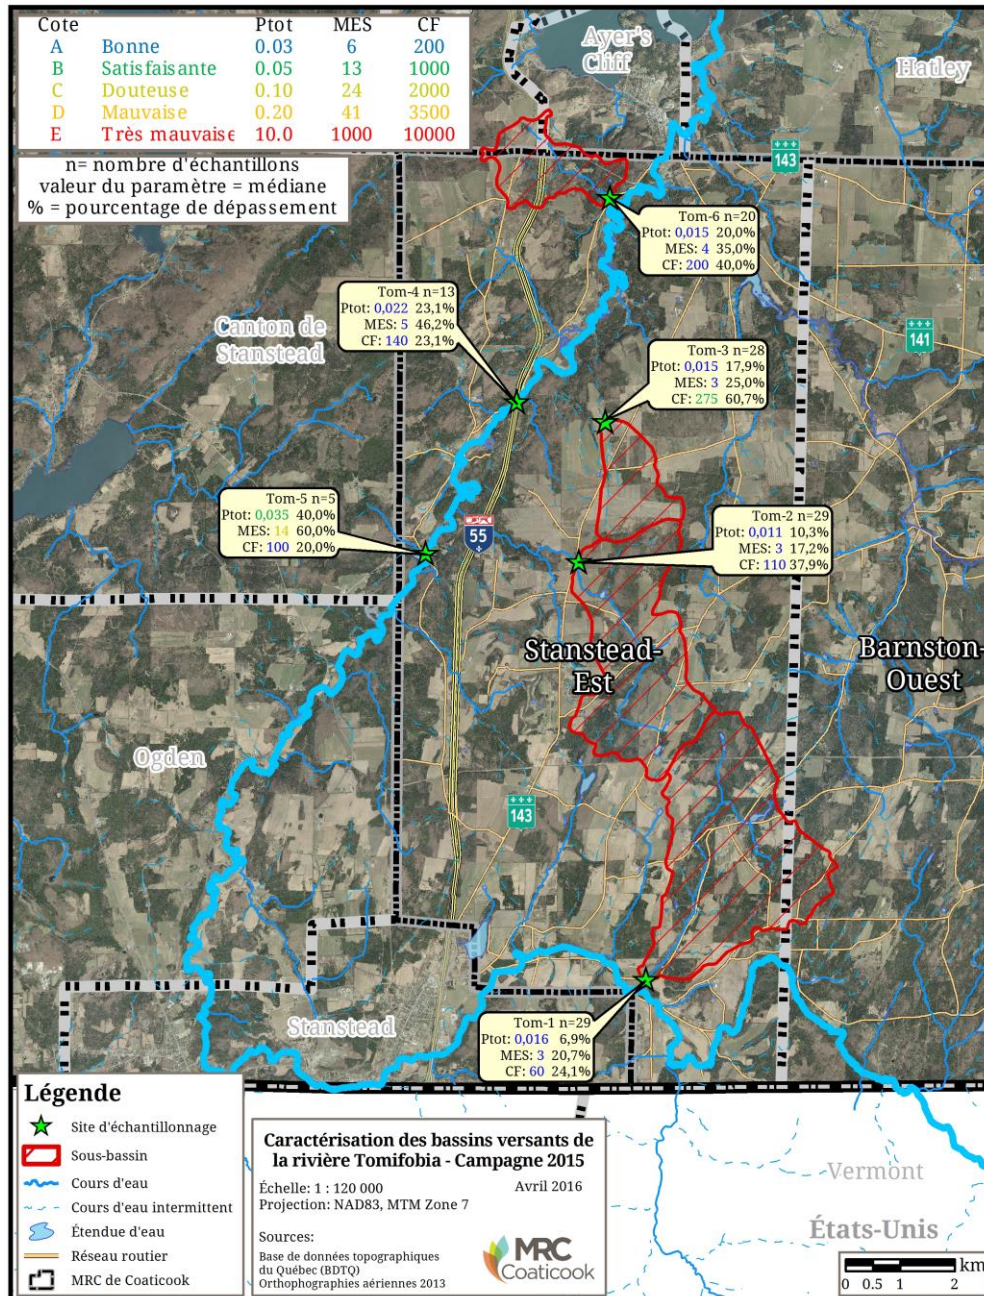 Cote Ptot MES CF
A Bonne 0.03 6 200
B Satisfaisante 0.05 13 1000
C Douteuse 0.10 24 2000
D Mauvaise 0.20 41 3500
E Très mauvaise 10.0 1000 10000
n= nombre d'échantillons
valeur du paramètre = médiane
% = pourcentage de dépassement
Ayer's
Cliff
Hatley
143
Tom-6 n=20
Ptot: 0,015 20,0%
MES: 4 35,0%
CF: 200 40,0%
Tom-4 n=13
Ptot: 0,022 23,1%
MES: 5 46,2%
CF: 140 23,1%
Canton de
Stanstead
141
Tom-3 n=28
Ptot: 0,015 17,9%
MES: 3 25,0%
CF: 275 60,7%
Tom-5 n=5
Ptot: 0,035 40,0%
MES: 14 60,0%
CF: 100 20,0%
55
Tom-2 n=29
Ptot: 0,011 10,3%
MES: 3 17,2%
CF: 110 37,9%
Stanstead-
Est
Barnston-
Ouest
Ogden
143
Stanstead
Tom-1 n=29
Ptot: 0,016 6,9%
MES: 3 20,7%
CF: 60 24,1%
Légende
Site d'échantillonnage
Sous-bassin
Cours d'eau
Cours d'eau intermittent
Étendue d'eau
Réseau routier
MRC de Coaticook
Caractérisation des bassins versants de
la rivière Tomifobia - Campagne 2015
Échelle: 1 : 120 000 Avril 2016
Projection: NAD83, MTM Zone 7
Sources:
Base de données topographiques
du Québec (BDTQ)
Orthophographies aériennes 2013
MRC
Coaticook
Vermont
États-Unis
km
0 0.5 1 2